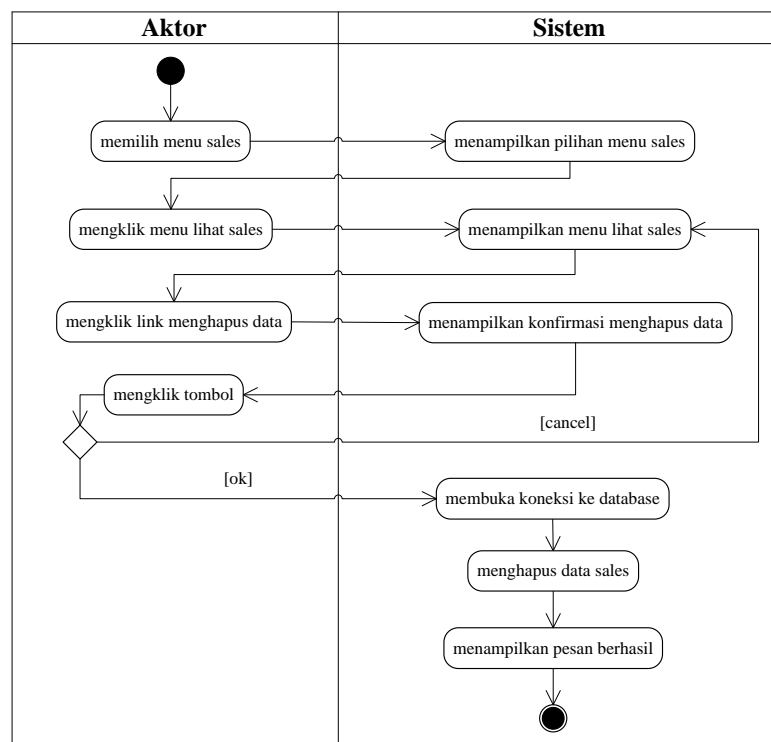 Aktor
Sistem
memilih menu sales
menampilkan pilihan menu sales
mengklik menu lihat sales
menampilkan menu lihat sales
mengklik link menghapus data
menampilkan konfirmasi menghapus data
mengklik tombol
[cancel]
[ok]
membuka koneksi ke database
menghapus data sales
menampilkan pesan berhasil